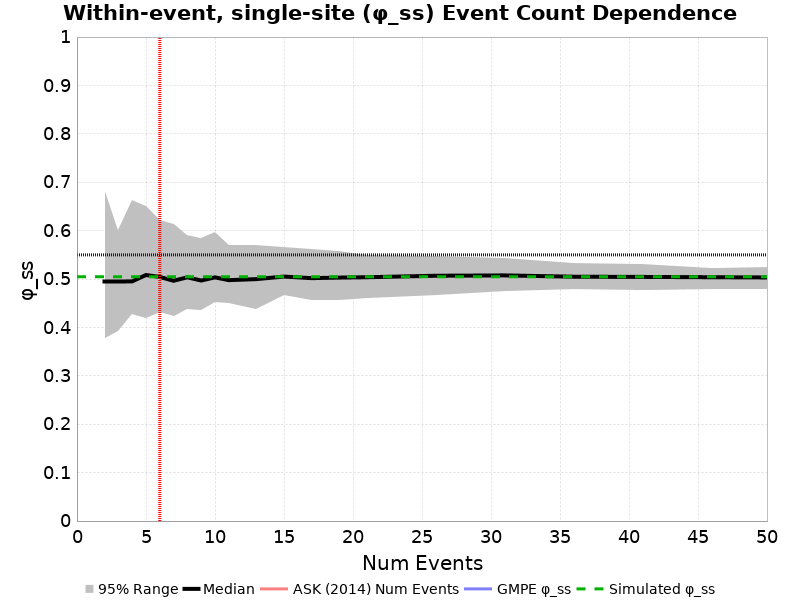 Within-event, single-site (φ_ss) Event Count Dependence
1
0.9
0.8
0.7
0.6
0.5
0.4
0.3
0.2
0.1
0
φ_ss
0 5 10 15 20 25 30 35 40 45 50
Num Events
95% Range Median ASK (2014) Num Events GMPE φ_ss Simulated φ_ss